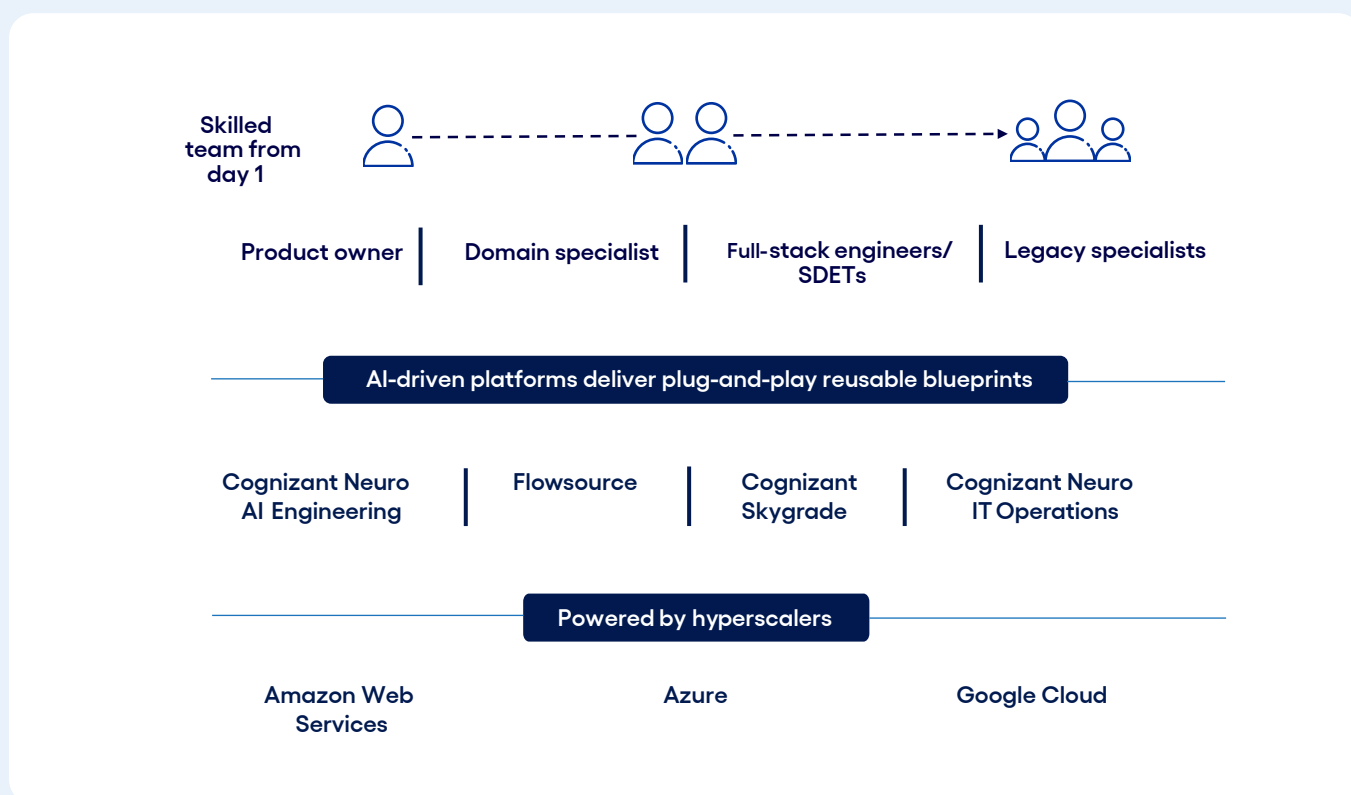 Skilled
team from
day 1
Product owner
Domain specialist
Full-stack engineers/
SDETs
Legacy specialists
AI-driven platforms deliver plug-and-play reusable blueprints
Cognizant Neuro
AI Engineering
Flowsource
Cognizant
Skygrade
Cognizant Neuro
IT Operations
Powered by hyperscalers
Amazon Web
Services
Azure
Google Cloud